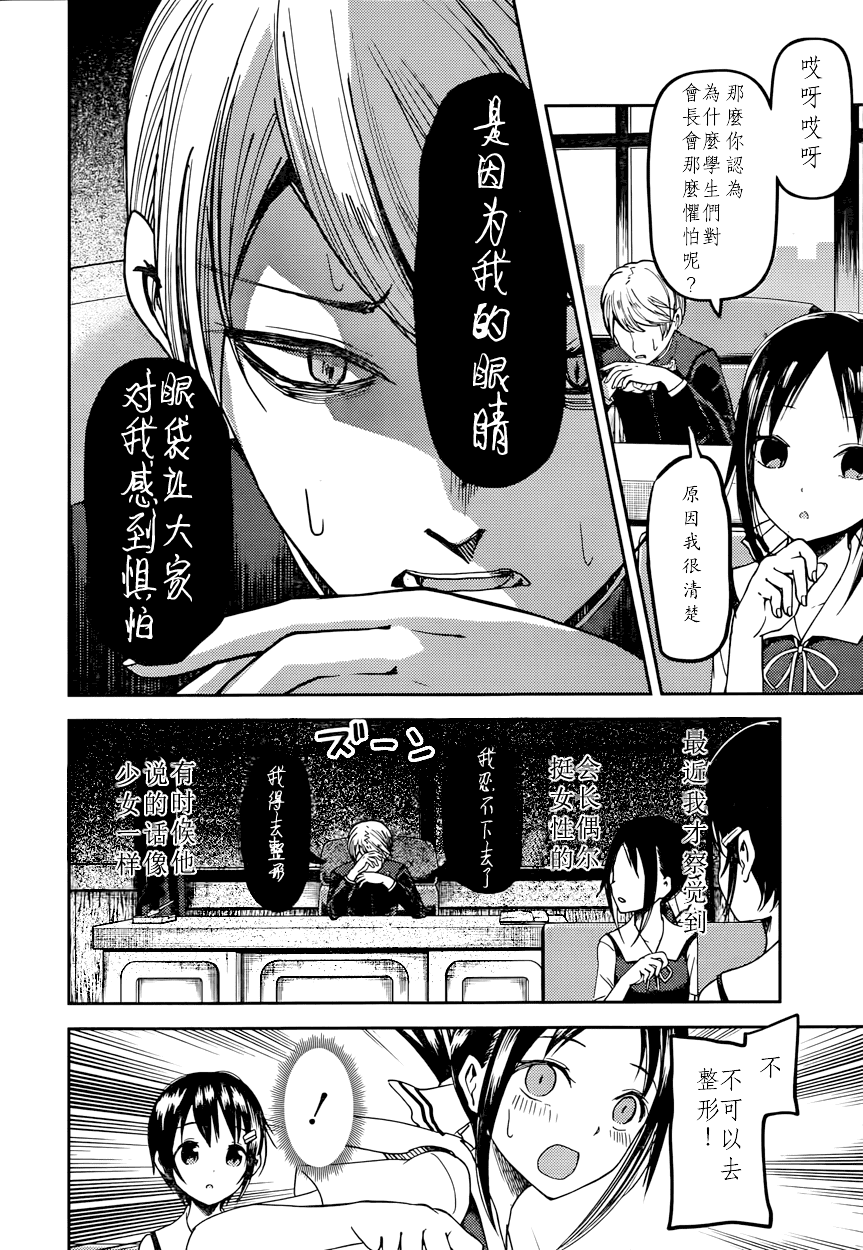 哎呀哎呀
那麼你認為
為什麼學生們對
會長會那麼懼怕呢？
原因我很清楚
是因为我的眼睛
眼袋让大家
对我感到惧怕
最近我才察觉到
会长偶尔
挺女性的
我忍不下去了
ズーン
我得去整形
有时候他
说的话像
少女一样
不
不可以去
整形！
！